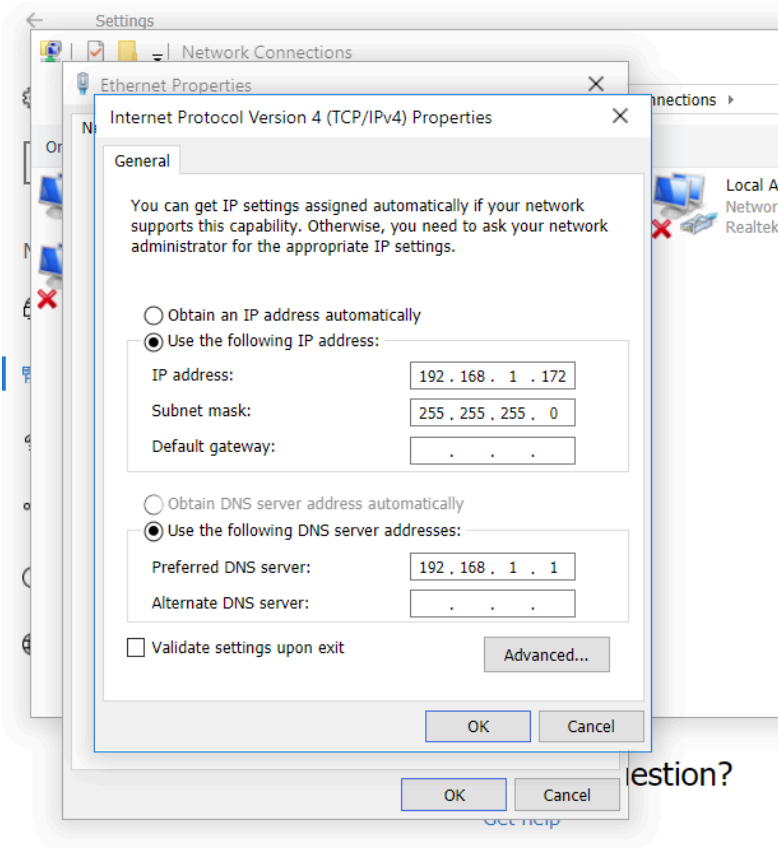 Settings
Network Connections
Ethernet Properties
nnections
Internet Protocol Version 4 (TCP/IPv4) Properties
Or
General
Local A
Networ
Realtek
You can get IP settings assigned automatically if your network
supports this capability. Otherwise, you need to ask your network
administrator for the appropriate IP settings.
Obtain an IP address automatically
Use the following IP address:
IP address: 192 . 168 . 1 . 172
Subnet mask: 255 . 255 . 255 . 0
Default gateway: . . .
Obtain DNS server address automatically
Use the following DNS server addresses:
Preferred DNS server: 192 . 168 . 1 . 1
Alternate DNS server: . . .
Validate settings upon exit
Advanced...
OK Cancel
estion?
OK Cancel
Get help